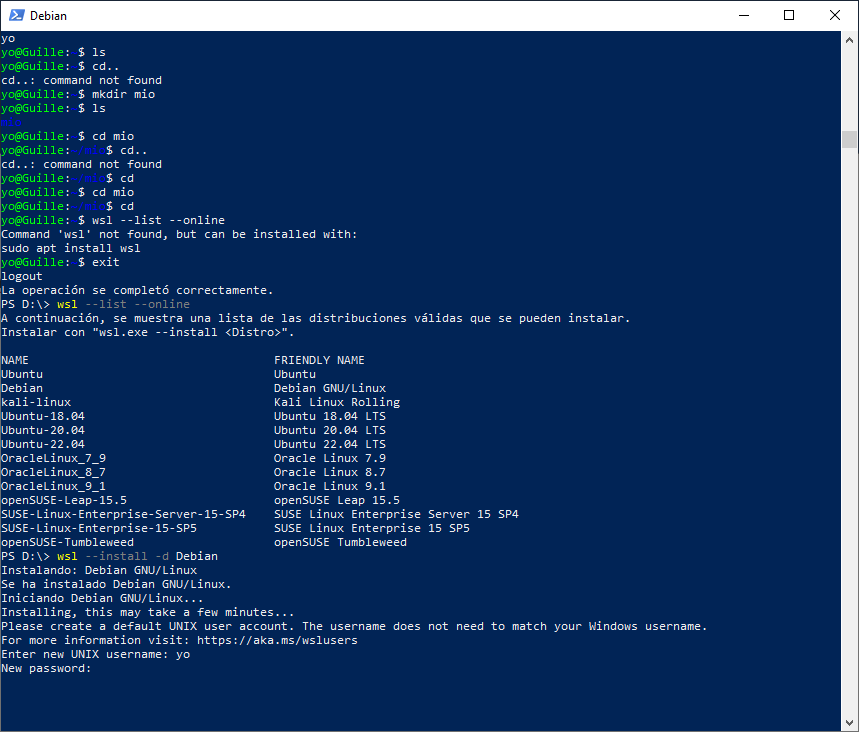 Debian
yo
yo@Guille:~$ ls
yo@Guille:~$ cd..
cd..: command not found
yo@Guille:~$ mkdir mio
yo@Guille:~$ ls
mio
yo@Guille:~$ cd mio
yo@Guille:~/mio$ cd..
cd..: command not found
yo@Guille:~/mio$ cd
yo@Guille:~$ cd mio
yo@Guille:~/mio$ cd
yo@Guille:~$ wsl --list --online
Command 'wsl' not found, but can be installed with:
sudo apt install wsl
yo@Guille:~$ exit
logout
La operación se completó correctamente.
PS D:\> wsl --list --online
A continuación, se muestra una lista de las distribuciones válidas que se pueden instalar.
Instalar con "wsl.exe --install <Distro>".
NAME FRIENDLY NAME
Ubuntu Ubuntu
Debian Debian GNU/Linux
kali-linux Kali Linux Rolling
Ubuntu-18.04 Ubuntu 18.04 LTS
Ubuntu-20.04 Ubuntu 20.04 LTS
Ubuntu-22.04 Ubuntu 22.04 LTS
OracleLinux_7_9 Oracle Linux 7.9
OracleLinux_8_7 Oracle Linux 8.7
OracleLinux_9_1 Oracle Linux 9.1
openSUSE-Leap-15.5 openSUSE Leap 15.5
SUSE-Linux-Enterprise-Server-15-SP4 SUSE Linux Enterprise Server 15 SP4
SUSE-Linux-Enterprise-15-SP5 SUSE Linux Enterprise 15 SP5
openSUSE-Tumbleweed openSUSE Tumbleweed
PS D:\> wsl --install -d Debian
Instalando: Debian GNU/Linux
Se ha instalado Debian GNU/Linux.
Iniciando Debian GNU/Linux...
Installing, this may take a few minutes...
Please create a default UNIX user account. The username does not need to match your Windows username.
For more information visit: https://aka.ms/wslusers
Enter new UNIX username: yo
New password: